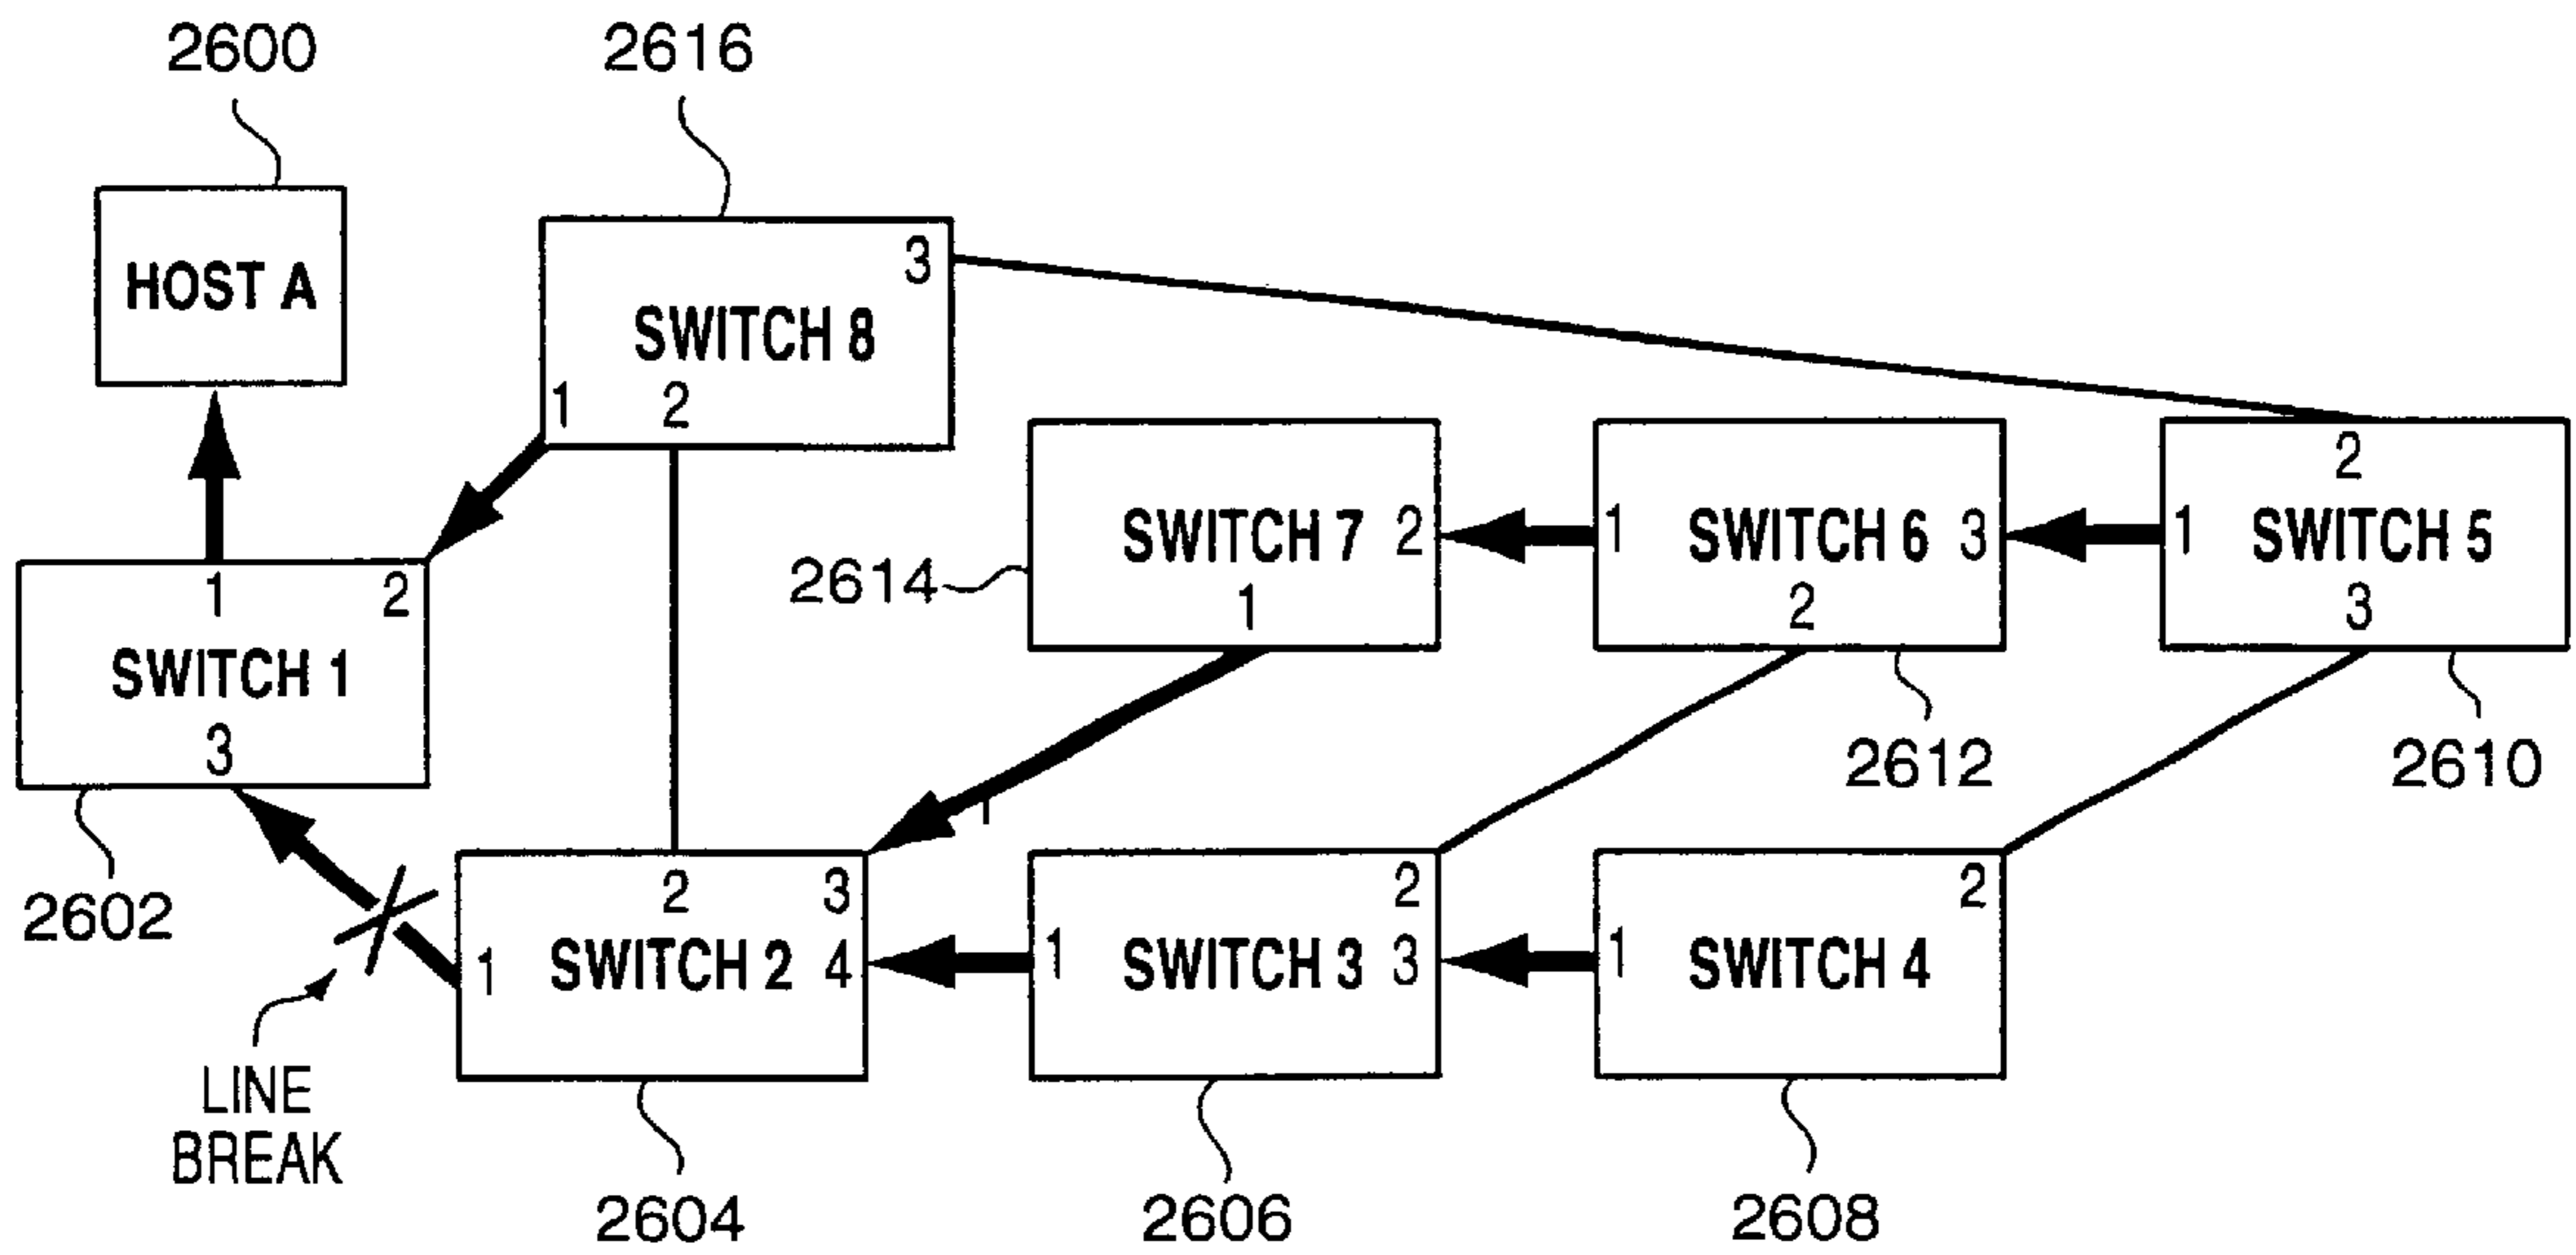 2600
2616
HOST A
3
SWITCH 8
1 2
2
SWITCH 7 2
1
2614
1 SWITCH 6 3
2
1 SWITCH 5
3
1 2
SWITCH 1
3
2612
2610
2602
2 3
1 SWITCH 2 4
2
1 SWITCH 3 3
2
1 SWITCH 4
LINE
BREAK
2604
2606
2608